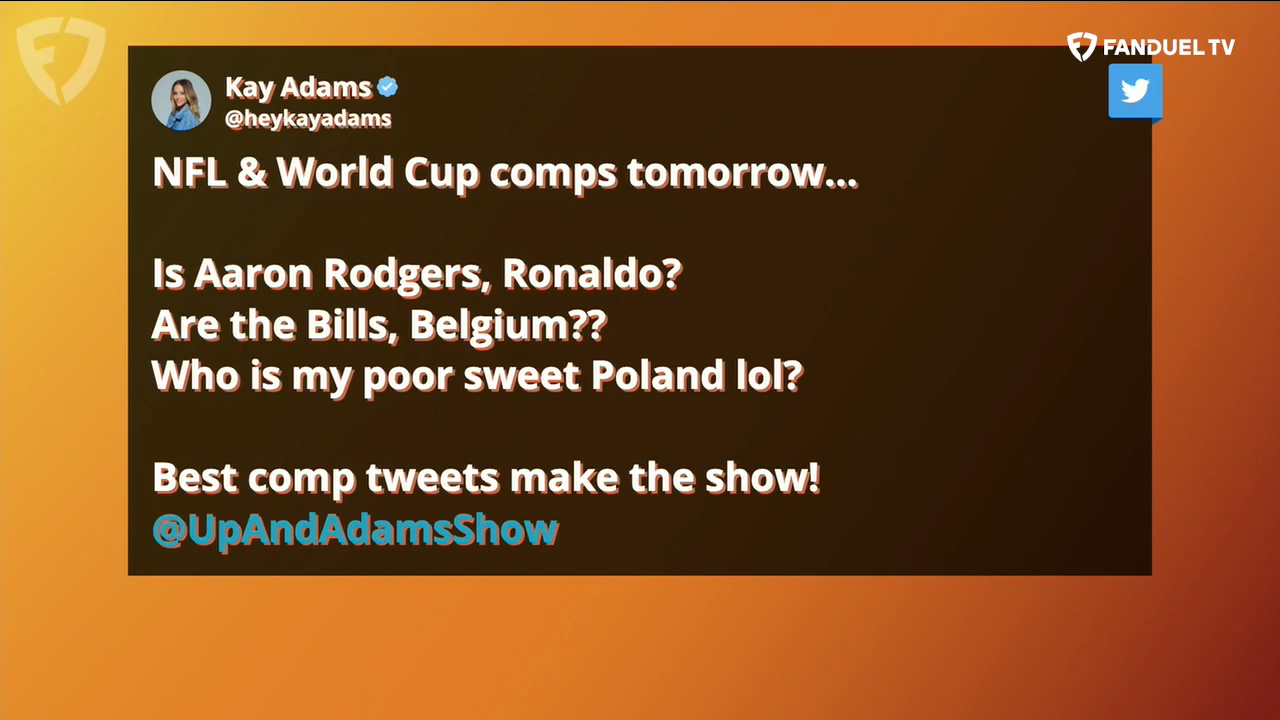 FANDUEL TV
Kay Adams
@heykayadams
NFL & World Cup comps tomorrow...
Is Aaron Rodgers, Ronaldo?
Are the Bills, Belgium??
Who is my poor sweet Poland lol?
Best comp tweets make the show!
@UpAndAdamsShow